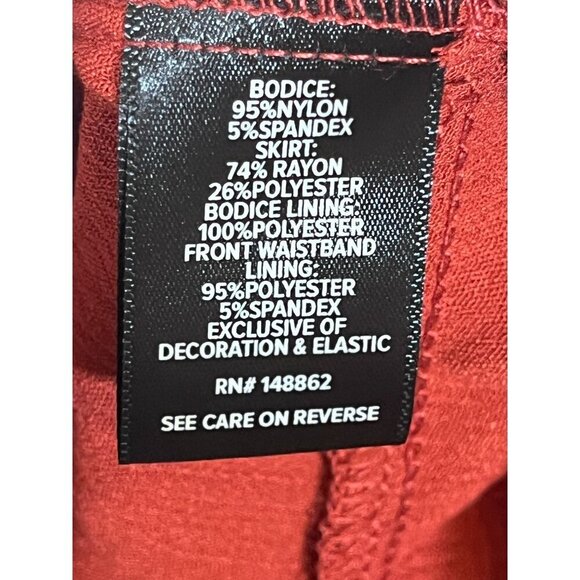 BODICE:
95%NYLON
5%SPANDEX
SKIRT:
74% RAYON
26%POLYESTER
BODICE LINING:
100%POLYESTER
FRONT WAISTBAND
LINING:
95%POLYESTER
5%SPANDEX
EXCLUSIVE OF
DECORATION & ELASTIC
RN# 148862
SEE CARE ON REVERSE